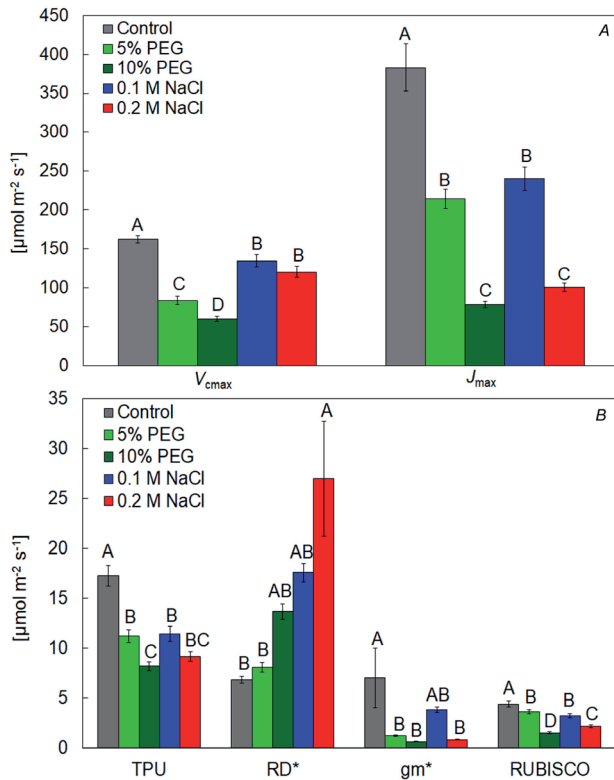 450
400
350
300
250
200
150
100
50
0
[µmol m⁻² s⁻¹]
Control
5% PEG
10% PEG
0.1 M NaCl
0.2 M NaCl
A
A
C
D
B
B
A
B
C
B
C
Vcmax
Jmax
35
30
25
20
15
10
5
0
[µmol m⁻² s⁻¹]
Control
5% PEG
10% PEG
0.1 M NaCl
0.2 M NaCl
B
A
B
C
B
BC
B
B
AB
AB
A
A
B
B
AB
B
A
B
D
B
C
TPU
RD*
gm*
RUBISCO